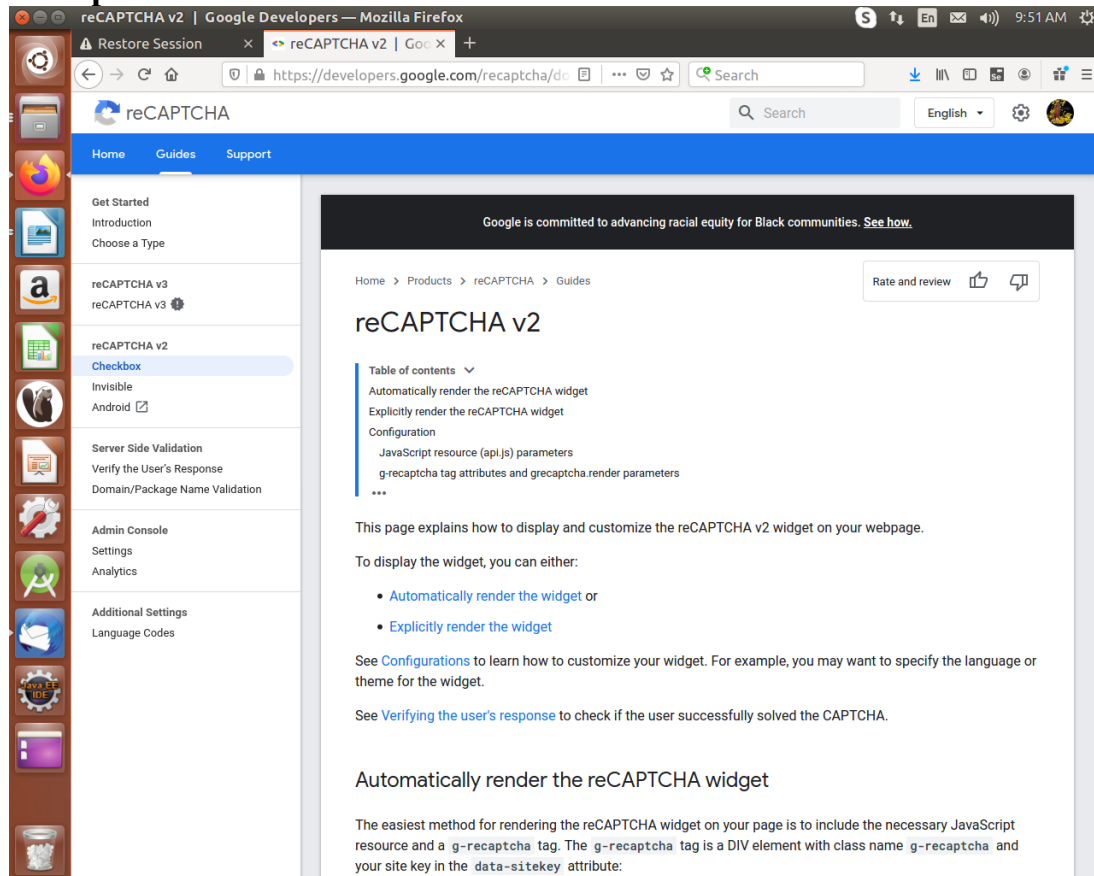 reCAPTCHA v2 | Google Developers — Mozilla Firefox
S En 9:51 AM
Restore Session × reCAPTCHA v2 | Goo × +
https://developers.google.com/recaptcha/do Search Se
reCAPTCHA Search English
Home Guides Support
Get Started
Introduction
Choose a Type
reCAPTCHA v3
reCAPTCHA v3
reCAPTCHA v2
Checkbox
Invisible
Android
Server Side Validation
Verify the User's Response
Domain/Package Name Validation
Admin Console
Settings
Analytics
Additional Settings
Language Codes
Google is committed to advancing racial equity for Black communities. See how.
Home > Products > reCAPTCHA > Guides
Rate and review
reCAPTCHA v2
Table of contents
Automatically render the reCAPTCHA widget
Explicitly render the reCAPTCHA widget
Configuration
JavaScript resource (api.js) parameters
g-recaptcha tag attributes and grecaptcha.render parameters
•••
This page explains how to display and customize the reCAPTCHA v2 widget on your webpage.
To display the widget, you can either:
• Automatically render the widget or
• Explicitly render the widget
See Configurations to learn how to customize your widget. For example, you may want to specify the language or
theme for the widget.
See Verifying the user's response to check if the user successfully solved the CAPTCHA.
Automatically render the reCAPTCHA widget
The easiest method for rendering the reCAPTCHA widget on your page is to include the necessary JavaScript
resource and a g-recaptcha tag. The g-recaptcha tag is a DIV element with class name g-recaptcha and
your site key in the data-sitekey attribute:
a
Java EE
IDE